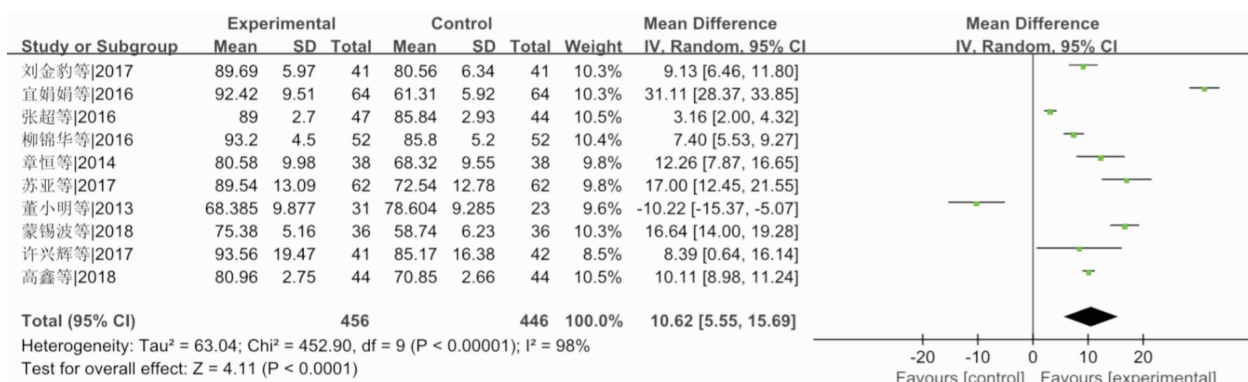 Experimental Control Mean Difference Mean Difference
Study or Subgroup Mean SD Total Mean SD Total Weight IV, Random, 95% CI IV, Random, 95% CI
刘金豹等|2017 89.69 5.97 41 80.56 6.34 41 10.3% 9.13 [6.46, 11.80]
宜娟娟等|2016 92.42 9.51 64 61.31 5.92 64 10.3% 31.11 [28.37, 33.85]
张超等|2016 89 2.7 47 85.84 2.93 44 10.5% 3.16 [2.00, 4.32]
柳锦华等|2016 93.2 4.5 52 85.8 5.2 52 10.4% 7.40 [5.53, 9.27]
章恒等|2014 80.58 9.98 38 68.32 9.55 38 9.8% 12.26 [7.87, 16.65]
苏亚等|2017 89.54 13.09 62 72.54 12.78 62 9.8% 17.00 [12.45, 21.55]
董小明等|2013 68.385 9.877 31 78.604 9.285 23 9.6% -10.22 [-15.37, -5.07]
蒙锡波等|2018 75.38 5.16 36 58.74 6.23 36 10.3% 16.64 [14.00, 19.28]
许兴辉等|2017 93.56 19.47 41 85.17 16.38 42 8.5% 8.39 [0.64, 16.14]
高鑫等|2018 80.96 2.75 44 70.85 2.66 44 10.5% 10.11 [8.98, 11.24]
Total (95% CI) 456 446 100.0% 10.62 [5.55, 15.69]
Heterogeneity: Tau² = 63.04; Chi² = 452.90, df = 9 (P < 0.00001); I² = 98%
Test for overall effect: Z = 4.11 (P < 0.0001)
-20 -10 0 10 20
Favours [control] Favours [experimental]